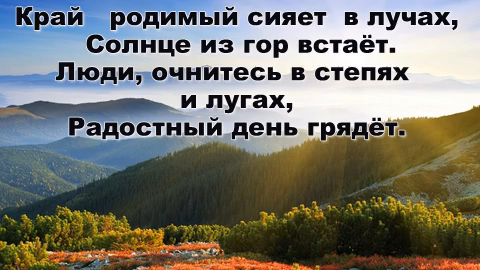 Край родимый сияет в лучах,
Солнце из гор встаёт.
Люди, очнитесь в степях
и лугах,
Радостный день грядёт.